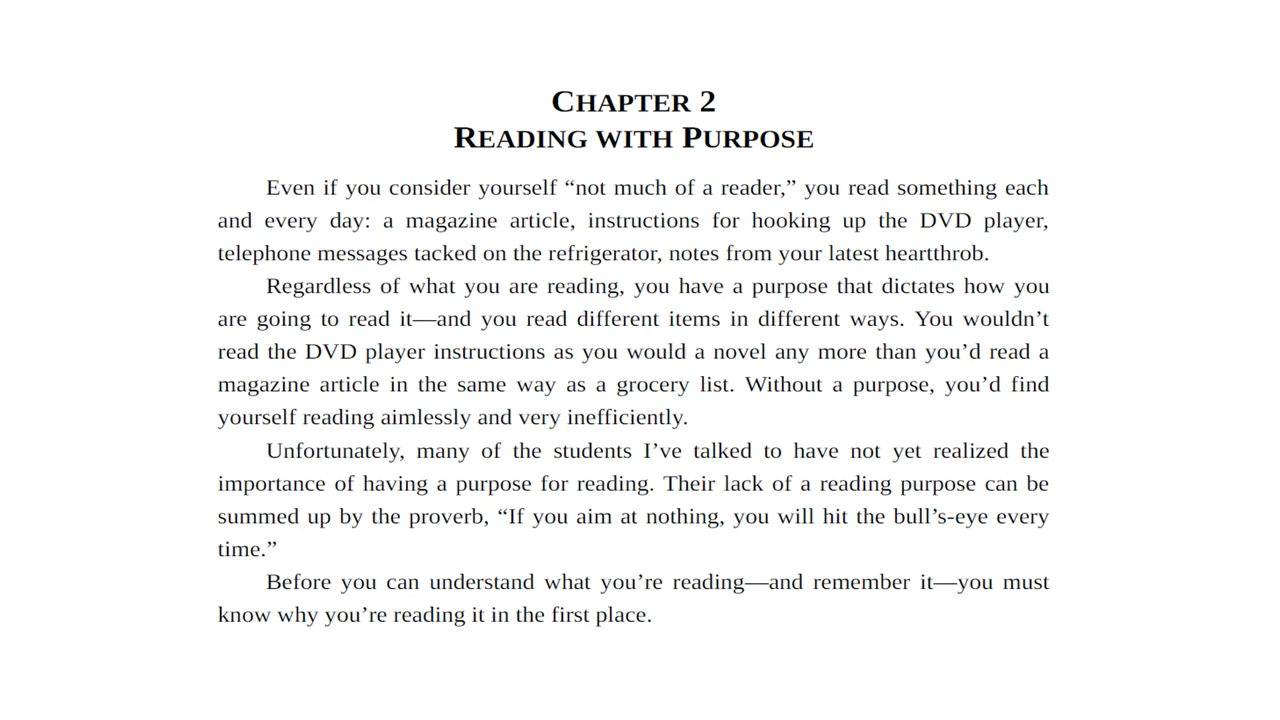 CHAPTER 2
READING WITH PURPOSE
Even if you consider yourself “not much of a reader,” you read something each
and every day: a magazine article, instructions for hooking up the DVD player,
telephone messages tacked on the refrigerator, notes from your latest heartthrob.
Regardless of what you are reading, you have a purpose that dictates how you
are going to read it—and you read different items in different ways. You wouldn’t
read the DVD player instructions as you would a novel any more than you’d read a
magazine article in the same way as a grocery list. Without a purpose, you’d find
yourself reading aimlessly and very inefficiently.
Unfortunately, many of the students I’ve talked to have not yet realized the
importance of having a purpose for reading. Their lack of a reading purpose can be
summed up by the proverb, “If you aim at nothing, you will hit the bull’s-eye every
time.”
Before you can understand what you’re reading—and remember it—you must
know why you’re reading it in the first place.